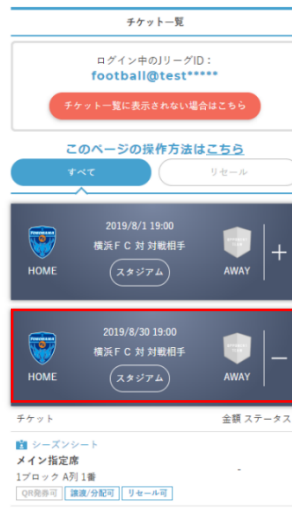 チケット一覧
ログイン中のJリーグID：
football@test*****
チケット一覧に表示されない場合はこちら
このページの操作方法はこちら
すべて
リセール
2019/8/1 19:00
横浜ＦＣ 対 対戦相手
HOME
スタジアム
AWAY
+
2019/8/30 19:00
横浜ＦＣ 対 対戦相手
HOME
スタジアム
AWAY
−
チケット 金額 ステータス
シーズンシート
メイン指定席
1ブロック A列 1番
-
QR発券可 譲渡/分配可 リセール可